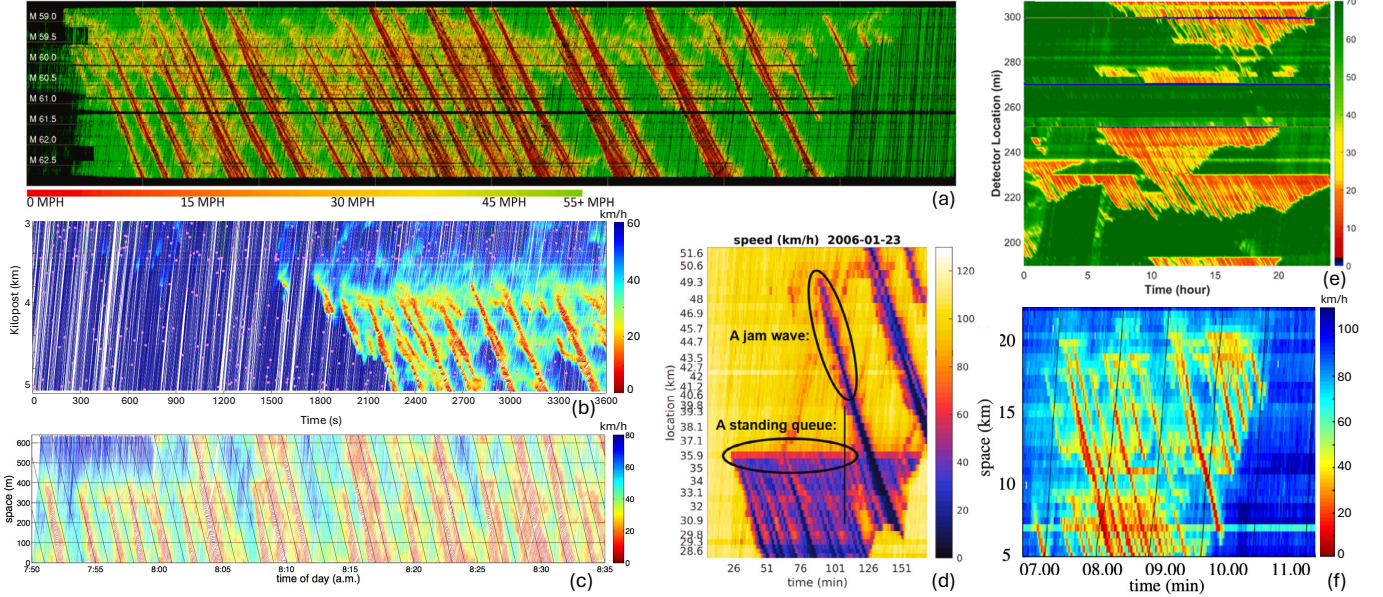 M 59.0
M 59.5
M 60.0
M 60.5
M 61.0
M 61.5
M 62.0
M 62.5
0 MPH 15 MPH 30 MPH 45 MPH 55+ MPH
(a)
km/h
60
40
20
0
Kilopost (km)
3
4
5
0 300 600 900 1200 1500 1800 2100 2400 2700 3000 3300 3600
Time (s)
(b)
km/h
80
60
40
20
0
space (m)
600
500
400
300
200
100
0
7:50 7:55 8:00 8:05 8:10 8:15 8:20 8:25 8:30 8:35
time of day (a.m.)
(c)
speed (km/h) 2006-01-23
location (km)
51.6
50.6
49.3
48
46.9
45.7
44.7
43.7
42.7
41.5
40.6
39.8
39.3
38.1
37.1
35.9
35
34
33
32
30.9
29.8
29.3
28.6
A jam wave:
A standing queue:
26 51 76 101 126 151
time (min)
120
100
80
60
40
20
0
(d)
Detector Location (mi)
300
280
260
240
220
200
0 5 10 15 20
Time (hour)
70
60
50
40
30
20
10
0
(e)
km/h
100
80
60
40
20
0
space (km)
20
15
10
5
07.00 08.00 09.00 10.00 11.00
time (min)
(f)